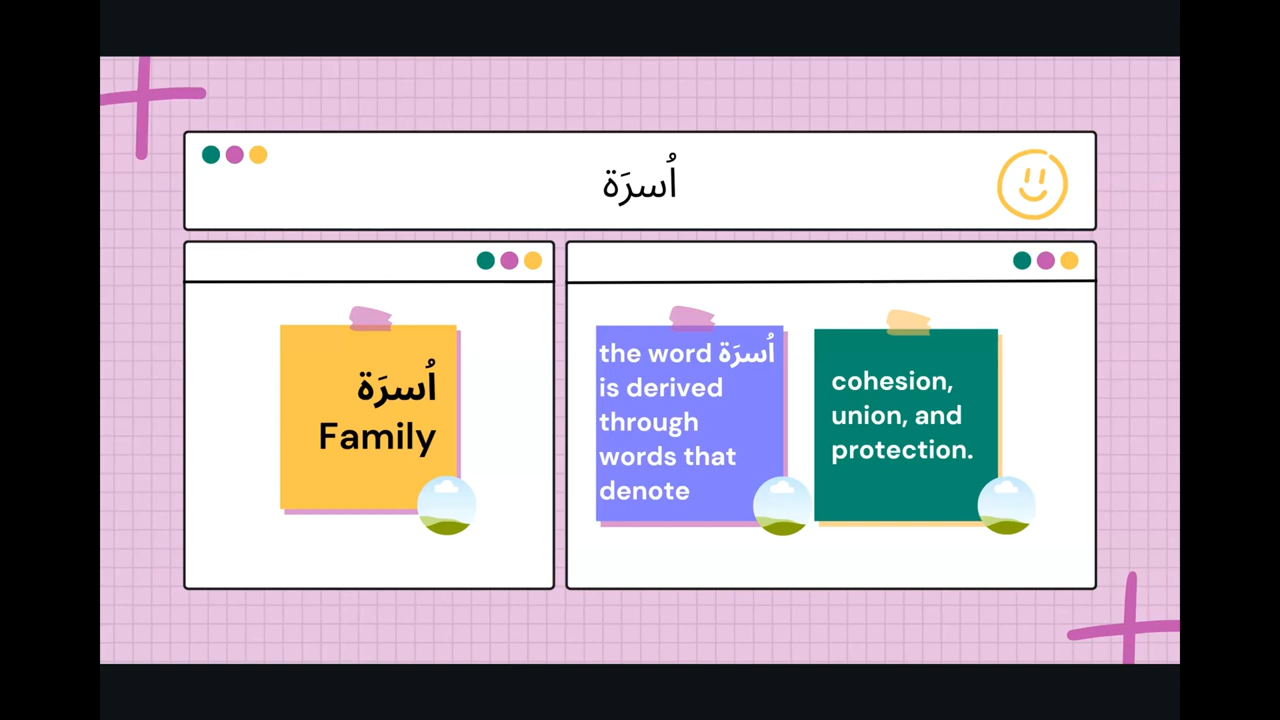 اُسرَة
اُسرَة
Family
the word اُسرَة
is derived
through
words that
denote
cohesion,
union, and
protection.